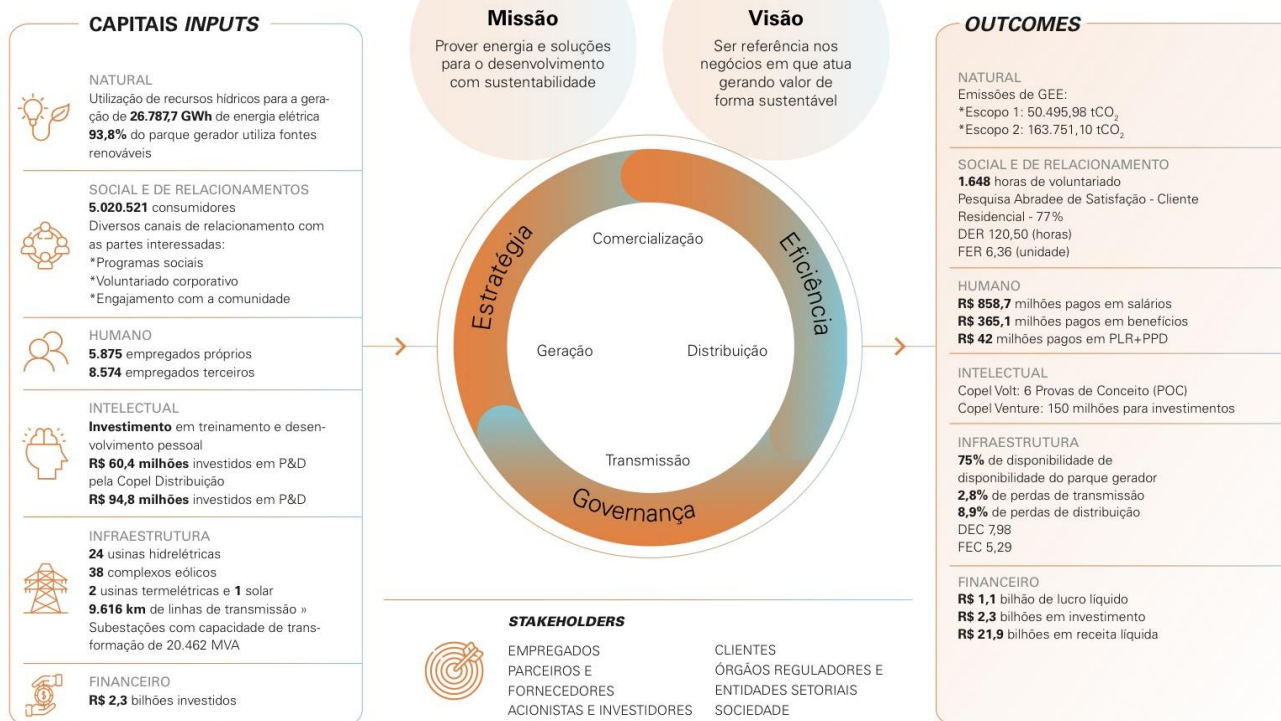 CAPITAIS INPUTS
NATURAL
Utilização de recursos hídricos para a gera-
ção de 26.787,7 GWh de energia elétrica
93,8% do parque gerador utiliza fontes
renováveis
SOCIAL E DE RELACIONAMENTOS
5.020.521 consumidores
Diversos canais de relacionamento com
as partes interessadas:
*Programas sociais
*Voluntariado corporativo
*Engajamento com a comunidade
HUMANO
5.875 empregados próprios
8.574 empregados terceiros
INTELECTUAL
Investimento em treinamento e desen-
volvimento pessoal
R$ 60,4 milhões investidos em P&D
pela Copel Distribuição
R$ 94,8 milhões investidos em P&D
INFRAESTRUTURA
24 usinas hidrelétricas
38 complexos eólicos
2 usinas termelétricas e 1 solar
9.616 km de linhas de transmissão »
Subestações com capacidade de trans-
formação de 20.462 MVA
FINANCEIRO
R$ 2,3 bilhões investidos
Missão
Prover energia e soluções
para o desenvolvimento
com sustentabilidade
Visão
Ser referência nos
negócios em que atua
gerando valor de
forma sustentável
Estratégia
Eficiência
Governança
Comercialização
Geração
Distribuição
Transmissão
STAKEHOLDERS
EMPREGADOS
PARCEIROS E
FORNECEDORES
ACIONISTAS E INVESTIDORES
CLIENTES
ÓRGÃOS REGULADORES E
ENTIDADES SETORIAIS
SOCIEDADE
OUTCOMES
NATURAL
Emissões de GEE:
*Escopo 1: 50.495,98 tCO₂
*Escopo 2: 163.751,10 tCO₂
SOCIAL E DE RELACIONAMENTO
1.648 horas de voluntariado
Pesquisa Abradee de Satisfação - Cliente
Residencial - 77%
DER 120,50 (horas)
FER 6,36 (unidade)
HUMANO
R$ 858,7 milhões pagos em salários
R$ 365,1 milhões pagos em benefícios
R$ 42 milhões pagos em PLR+PPD
INTELECTUAL
Copel Volt: 6 Provas de Conceito (POC)
Copel Venture: 150 milhões para investimentos
INFRAESTRUTURA
75% de disponibilidade de
disponibilidade do parque gerador
2,8% de perdas de transmissão
8,9% de perdas de distribuição
DEC 7,98
FEC 5,29
FINANCEIRO
R$ 1,1 bilhão de lucro líquido
R$ 2,3 bilhões em investimento
R$ 21,9 bilhões em receita líquida